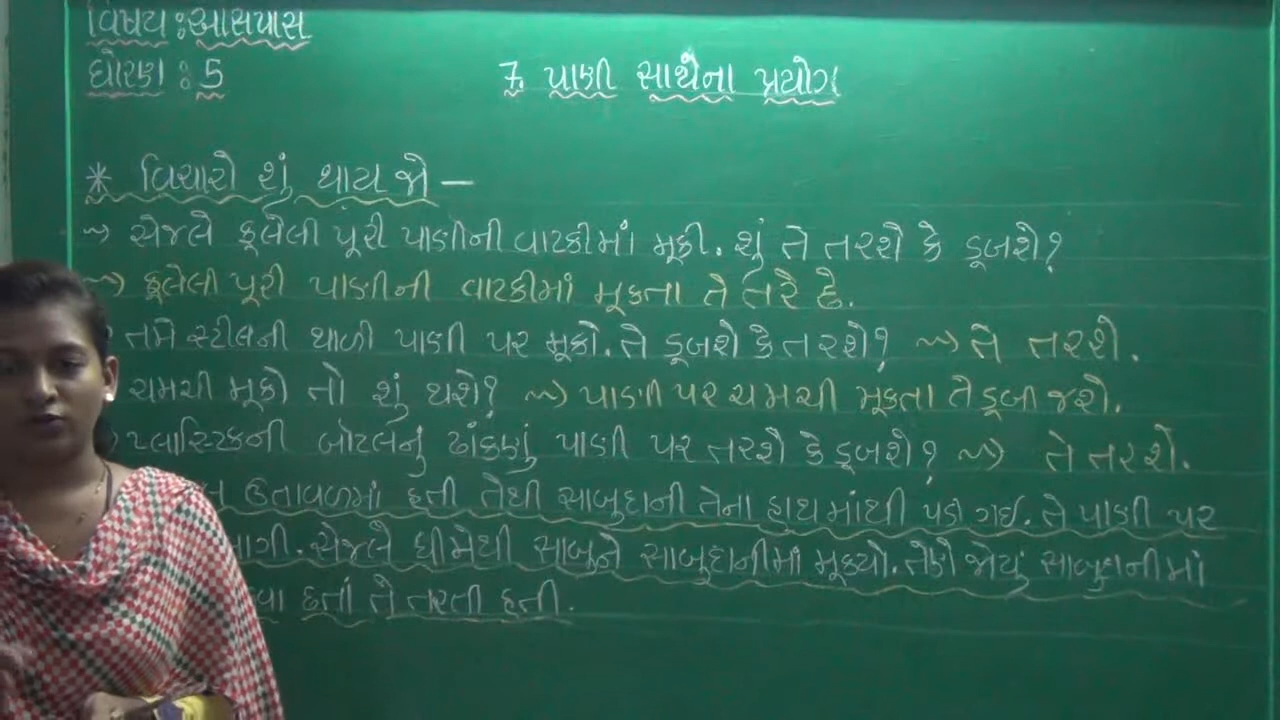 વિષય : આસપાસ
ધોરણ : 5
7. પાણી સાથેના પ્રયોગ
* વિચારો શું થાય જો –
~> સેજલે ફૂલેલી પૂરી પાણીની વાટકીમાં મૂકી. શું તે તરશે કે ડૂબશે?
~> ફૂલેલી પૂરી પાણીની વાટકીમાં મૂકતા તે તરે છે.
તમે સ્ટીલની થાળી પાણી પર મૂકો. તે ડૂબશે કે તરશે? ~> તે તરશે.
ચમચી મૂકો તો શું થશે? ~> પાણી પર ચમચી મૂકતા તે ડૂબી જશે.
પ્લાસ્ટિકની બોટલનું ઢાંકણું પાણી પર તરશે કે ડૂબશે? ~> તે તરશે.
ઉતાવળમાં હતી તેથી સાબુદાની તેના હાથમાંથી પડી ગઈ. તે પાણી પર
સેજલે ધીમેથી સાબુને સાબુદાનીમાં મૂક્યો. તેણે જોયું સાબુદાનીમાં
હતાં તે તરતી હતી.